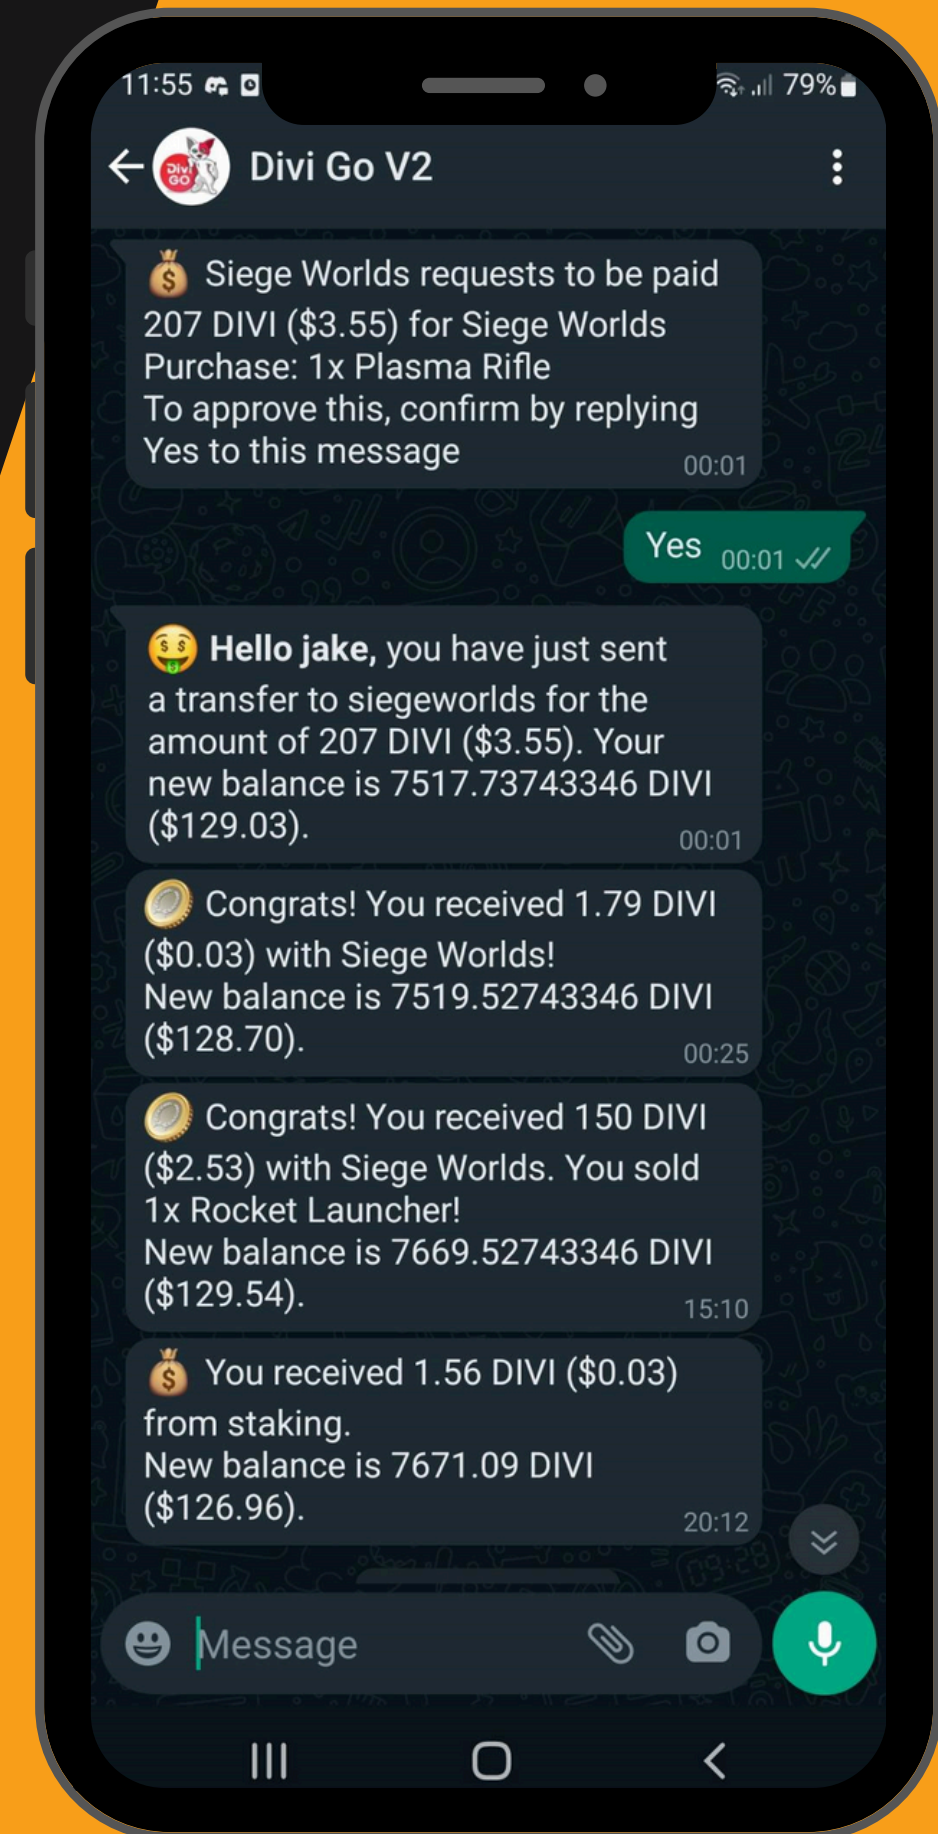 11:55
79%
DIVI GO
Divi Go V2
💰 Siege Worlds requests to be paid
207 DIVI ($3.55) for Siege Worlds
Purchase: 1x Plasma Rifle
To approve this, confirm by replying
Yes to this message
00:01
Yes 00:01
🤑 Hello jake, you have just sent
a transfer to siegeworlds for the
amount of 207 DIVI ($3.55). Your
new balance is 7517.73743346 DIVI
($129.03).
00:01
Congrats! You received 1.79 DIVI
($0.03) with Siege Worlds!
New balance is 7519.52743346 DIVI
($128.70).
00:25
Congrats! You received 150 DIVI
($2.53) with Siege Worlds. You sold
1x Rocket Launcher!
New balance is 7669.52743346 DIVI
($129.54).
15:10
💰 You received 1.56 DIVI ($0.03)
from staking.
New balance is 7671.09 DIVI
($126.96).
20:12
Message